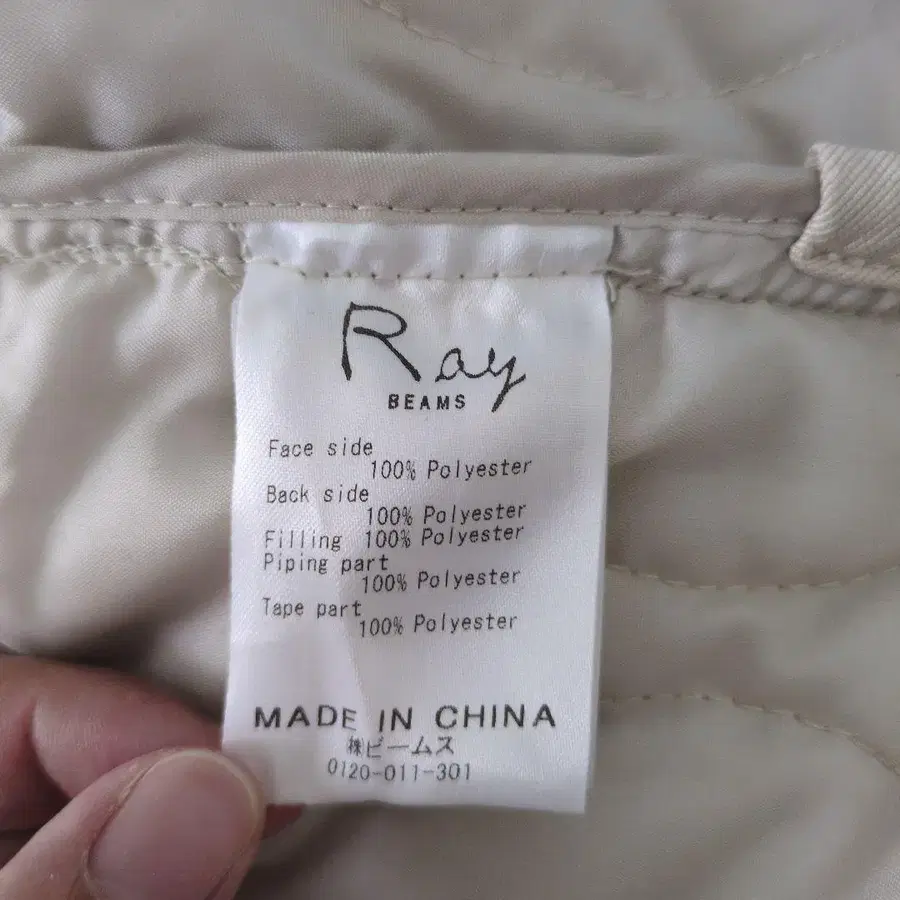 Ray
BEAMS
Face side
100% Polyester
Back side
100% Polyester
Filling 100% Polyester
Piping part
100% Polyester
Tape part
100% Polyester
MADE IN CHINA
㈱ビームス
0120-011-301